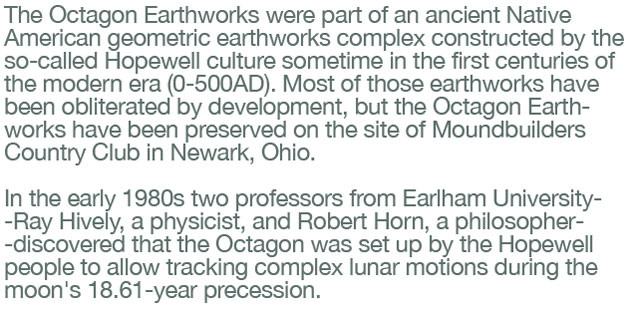 The Octagon Earthworks were part of an ancient Native
American geometric earthworks complex constructed by the
so-called Hopewell culture sometime in the first centuries of
the modern era (0-500AD). Most of those earthworks have
been obliterated by development, but the Octagon Earth-
works have been preserved on the site of Moundbuilders
Country Club in Newark, Ohio.

In the early 1980s two professors from Earlham University-
-Ray Hively, a physicist, and Robert Horn, a philosopher-
-discovered that the Octagon was set up by the Hopewell
people to allow tracking complex lunar motions during the
moon's 18.61-year precession.